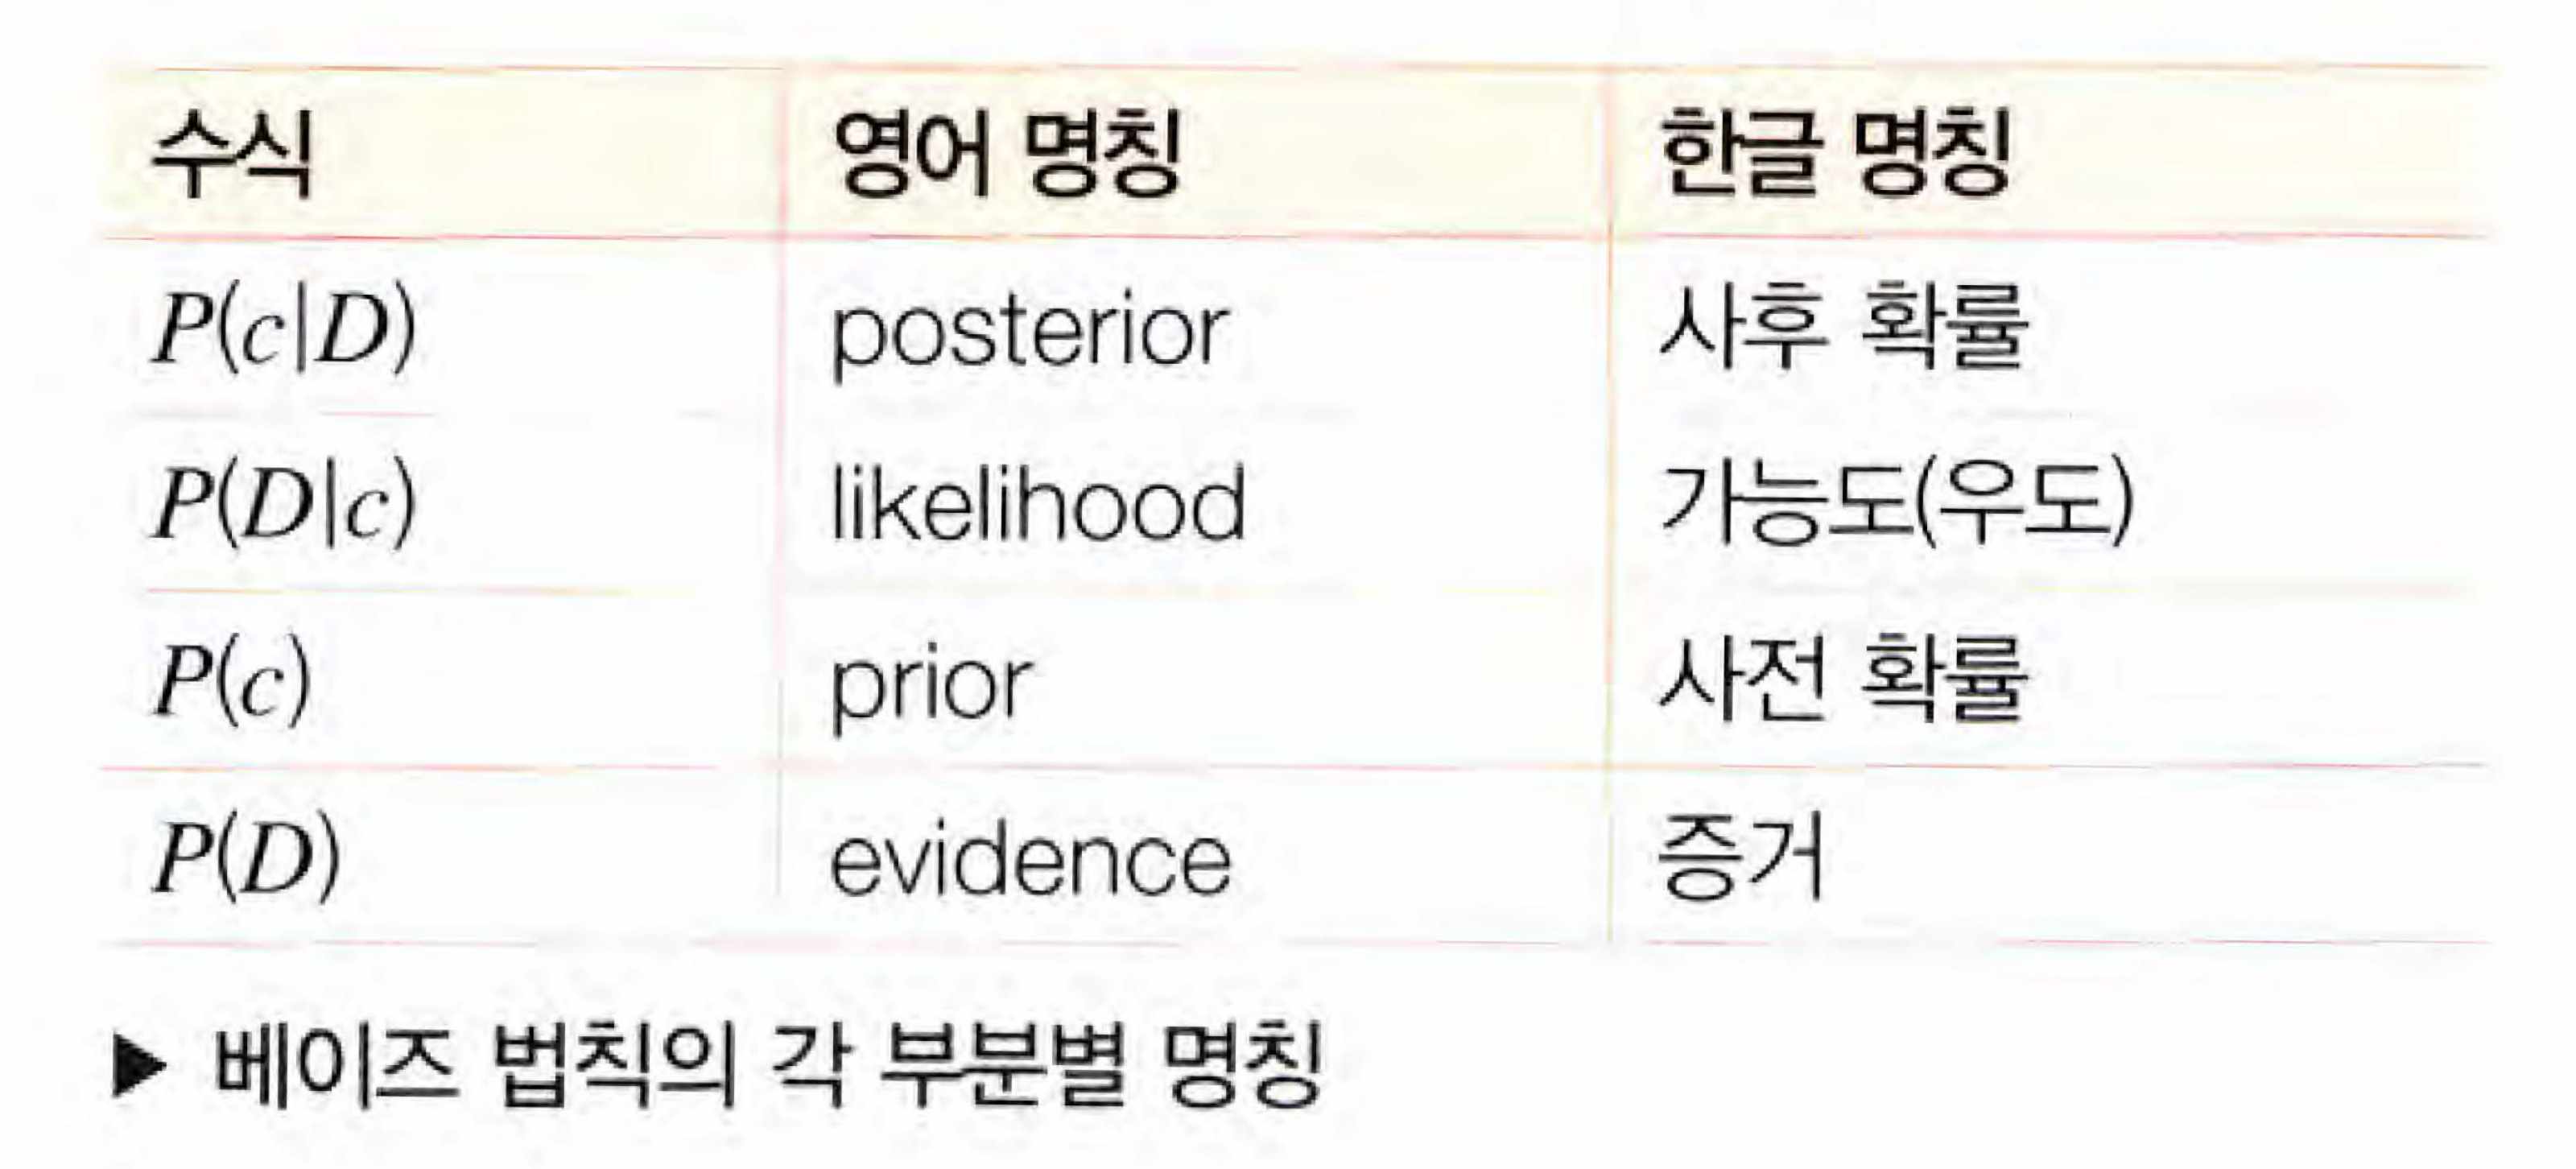 수식 영어 명칭 한글 명칭
P(c|D) posterior 사후 확률
P(D|c) likelihood 가능도(우도)
P(c) prior 사전 확률
P(D) evidence 증거
▶ 베이즈 법칙의 각 부분별 명칭